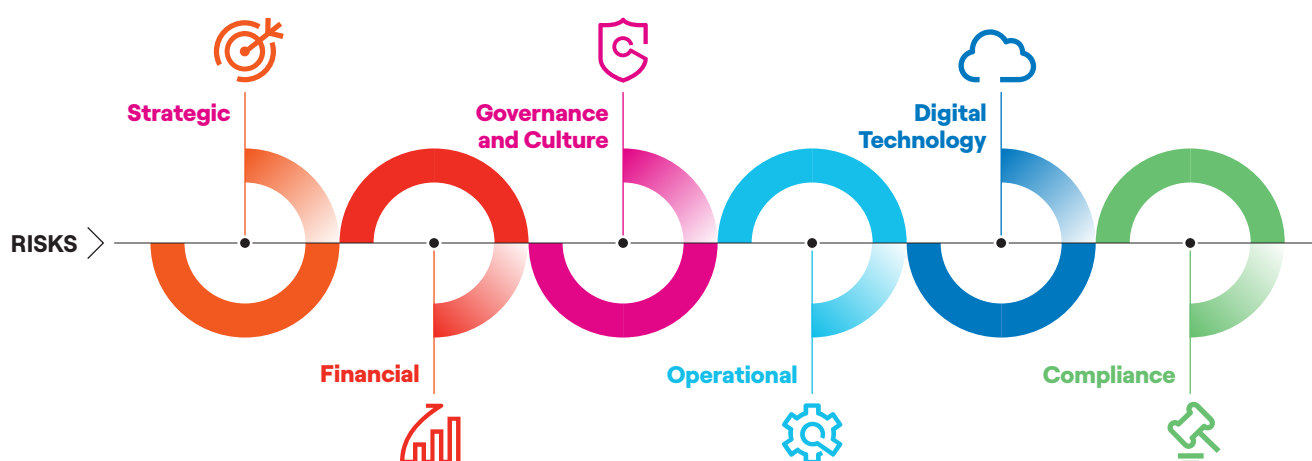 RISKS
Strategic
Financial
Governance
and Culture
Operational
Digital
Technology
Compliance